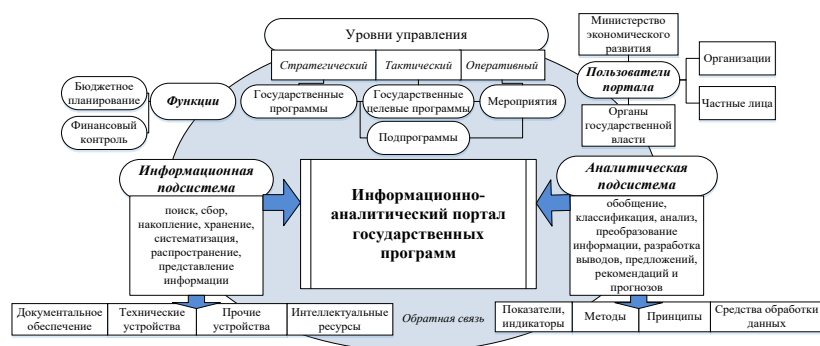 Уровни управления
Стратегический
Тактический
Оперативный
Государственные
программы
Государственные
целевые программы
Мероприятия
Подпрограммы
Бюджетное
планирование
Финансовый
контроль
Функции
Министерство
экономического
развития
Пользователи
портала
Организации
Частные лица
Органы
государственной
власти
Информационная
подсистема
поиск, сбор,
накопление, хранение,
систематизация,
распространение,
представление
информации
Информационно-
аналитический портал
государственных
программ
Аналитическая
подсистема
обобщение,
классификация, анализ,
преобразование
информации, разработка
выводов, предложений,
рекомендаций и
прогнозов
Документальное
обеспечение
Технические
устройства
Прочие
устройства
Интеллектуальные
ресурсы
Обратная связь
Показатели,
индикаторы
Методы
Принципы
Средства обработки
данных